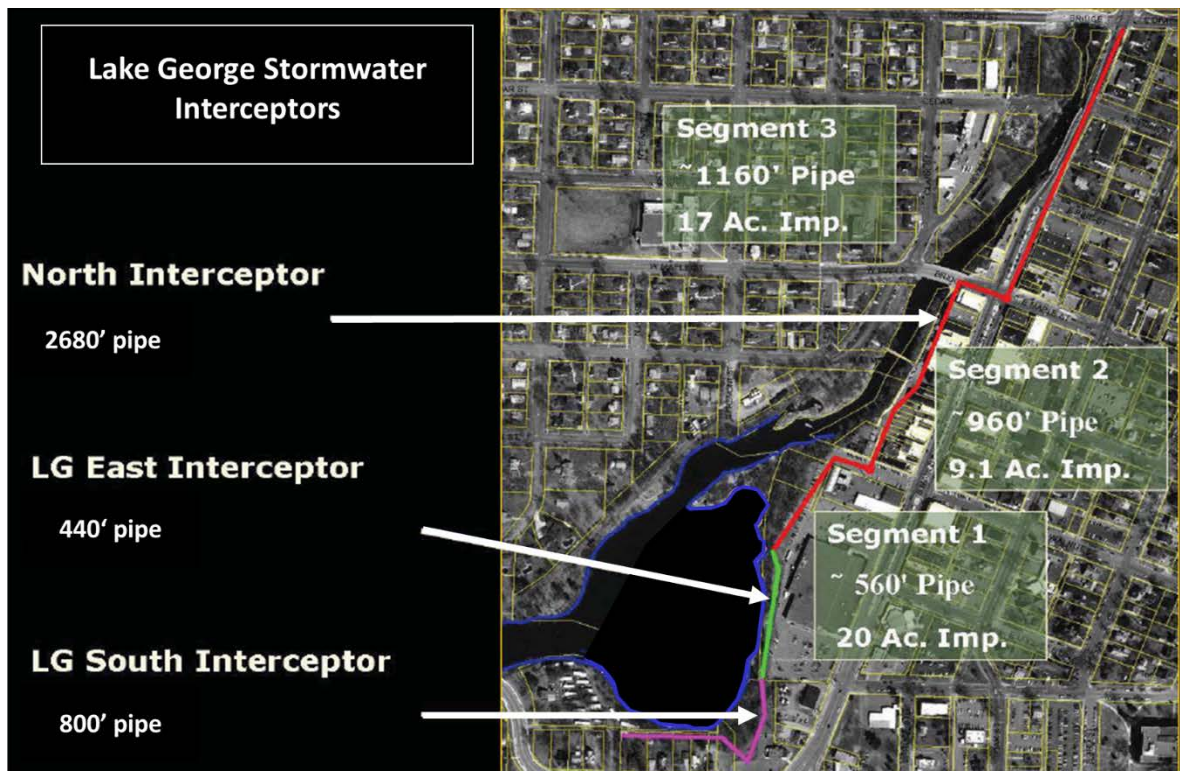 Lake George Stormwater
Interceptors
North Interceptor
2680’ pipe
LG East Interceptor
440‘ pipe
LG South Interceptor
800’ pipe
Segment 3
~1160' Pipe
17 Ac. Imp.
Segment 2
~960' Pipe
9.1 Ac. Imp.
Segment 1
~ 560' Pipe
20 Ac. Imp.
CEDAR